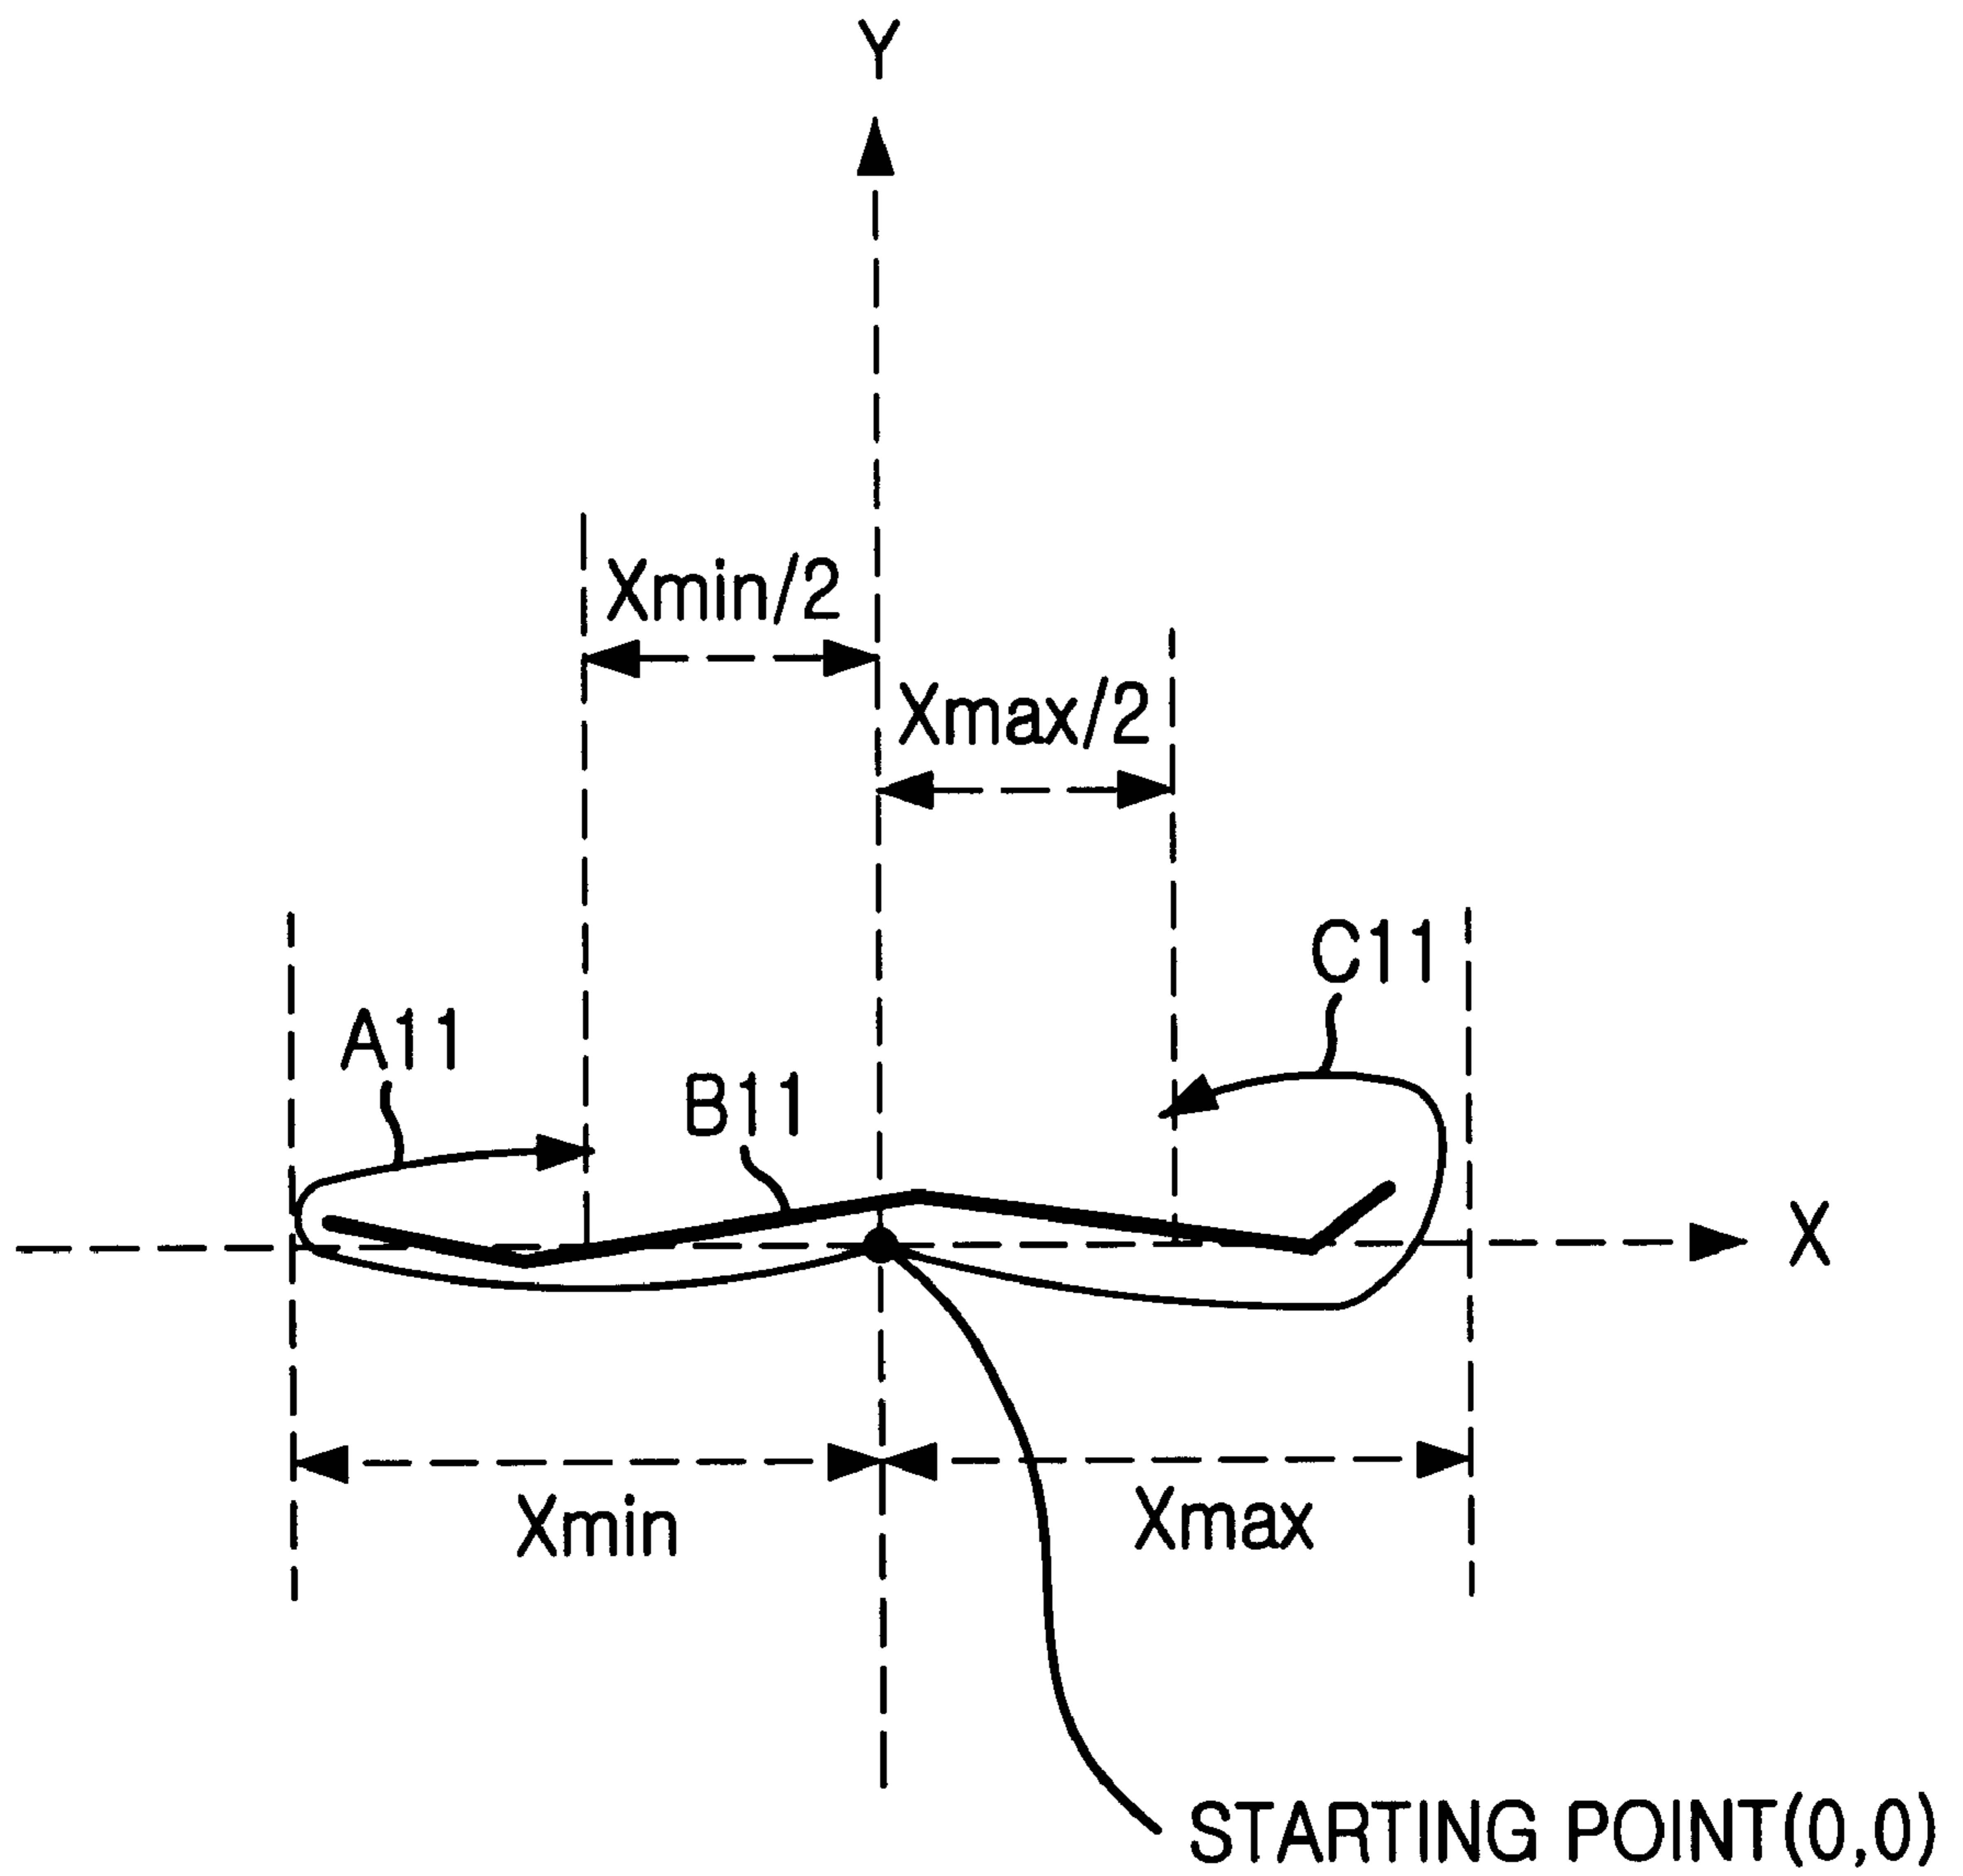 Y
Xmin/2
Xmax/2
C11
A11
B11
X
Xmin
Xmax
STARTING POINT(0,0)